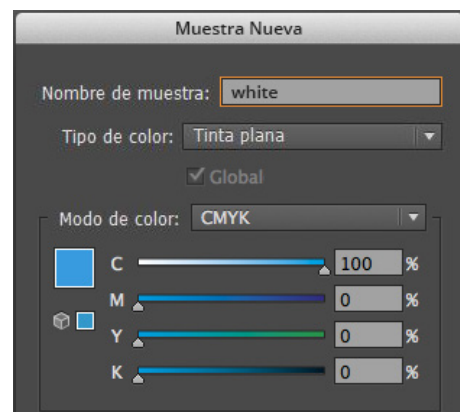 Muestra Nueva
Nombre de muestra: white
Tipo de color: Tinta plana
Global
Modo de color: CMYK
C 100 %
M 0 %
Y 0 %
K 0 %